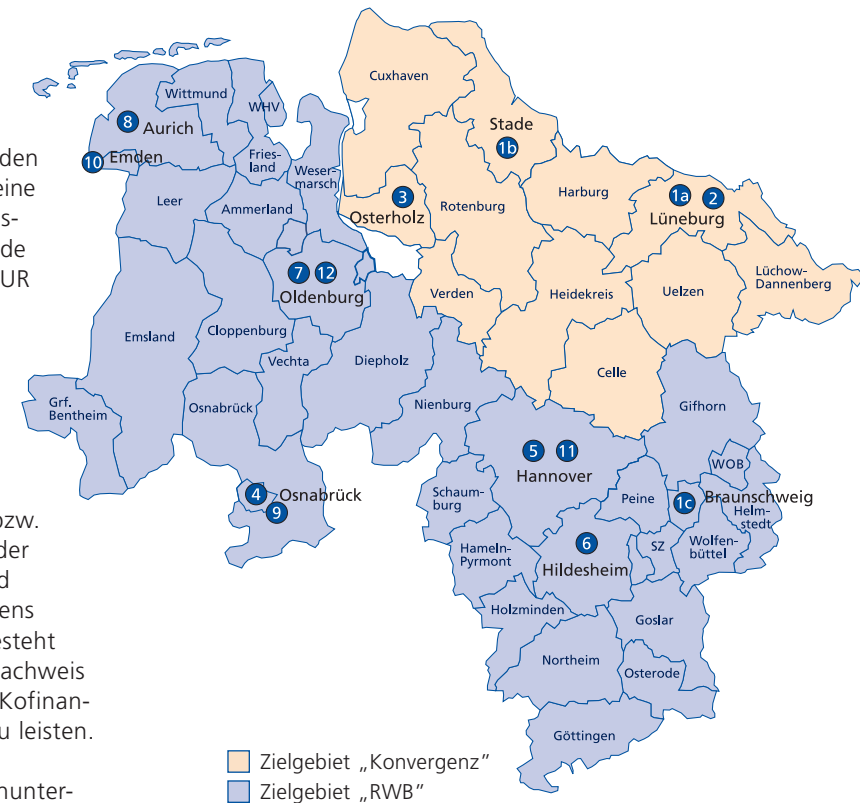 den
eine
s-
de
UR
bzw.
der
d
ens
esteht
achweis
Kofinan-
u leisten.
hunter-
Cuxhaven
Wittmund
WHV
8 Aurich
Stade
1b
10 Emden
Fries-
land
Weser-
marsch
Leer
Ammerland
3
Osterholz
Rotenburg
Harburg
1a 2
Lüneburg
7 12
Oldenburg
Verden
Heidekreis
Uelzen
Lüchow-
Dannenberg
Emsland
Cloppenburg
Vechta
Diepholz
Celle
Grf.
Bentheim
Osnabrück
Nienburg
Gifhorn
5 11
Hannover
WOB
4 Osnabrück
9
Schaum-
burg
Peine
1c Braunschweig
Helm-
stedt
6
Hildesheim
SZ
Wolfen-
büttel
Hameln-
Pyrmont
Holzminden
Goslar
Northeim
Osterode
Göttingen
Zielgebiet „Konvergenz”
Zielgebiet „RWB”